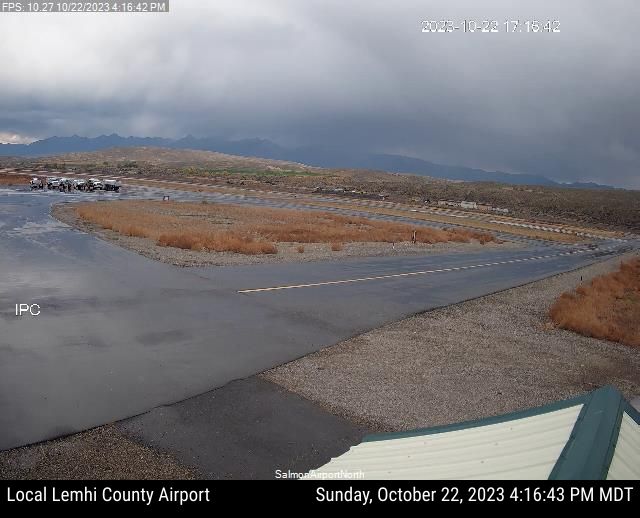 FPS: 10.27 10/22/2023 4:16:42 PM
2023-10-22 17:15:42
IPC
SalmonAirportNorth
Local Lemhi County Airport
Sunday, October 22, 2023 4:16:43 PM MDT